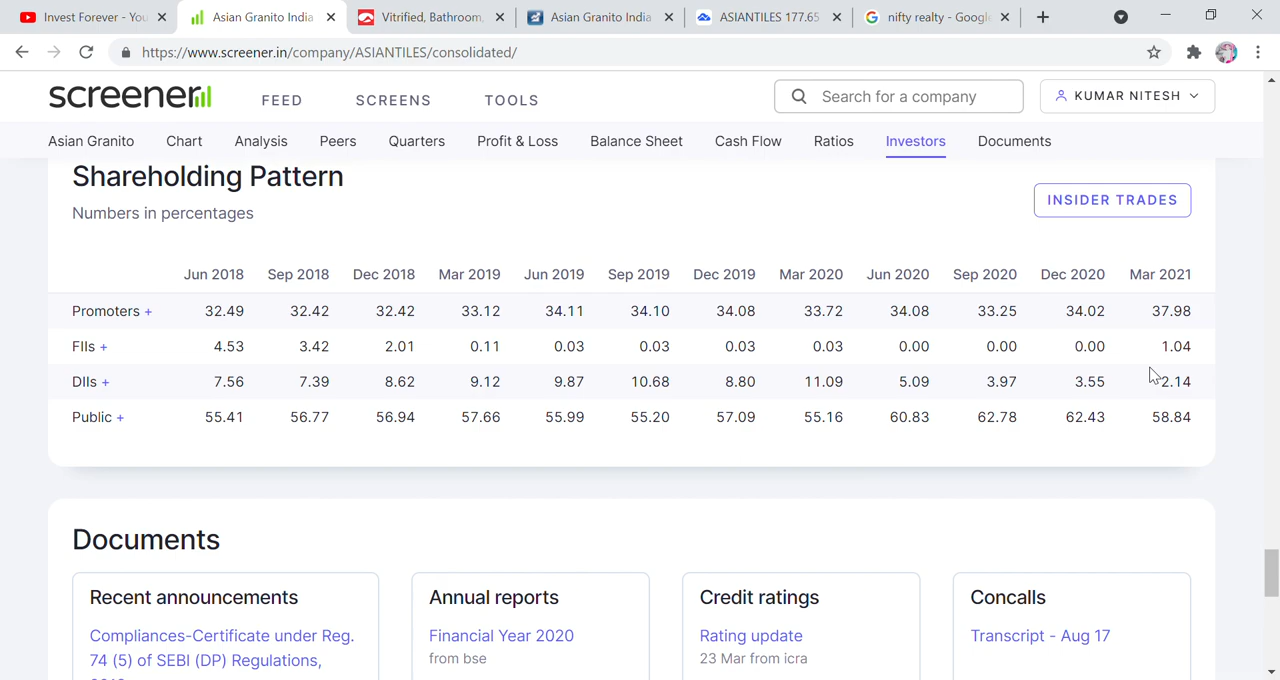 Invest Forever - You
Asian Granito India
Vitrified, Bathroom,
Asian Granito India
ASIANTILES 177.65
nifty realty - Google
https://www.screener.in/company/ASIANTILES/consolidated/
screener
FEED
SCREENS
TOOLS
Search for a company
KUMAR NITESH
Asian Granito
Chart
Analysis
Peers
Quarters
Profit & Loss
Balance Sheet
Cash Flow
Ratios
Investors
Documents
Shareholding Pattern
Numbers in percentages
INSIDER TRADES
Jun 2018 Sep 2018 Dec 2018 Mar 2019 Jun 2019 Sep 2019 Dec 2019 Mar 2020 Jun 2020 Sep 2020 Dec 2020 Mar 2021
Promoters + 32.49 32.42 32.42 33.12 34.11 34.10 34.08 33.72 34.08 33.25 34.02 37.98
FIIs + 4.53 3.42 2.01 0.11 0.03 0.03 0.03 0.03 0.00 0.00 0.00 1.04
DIIs + 7.56 7.39 8.62 9.12 9.87 10.68 8.80 11.09 5.09 3.97 3.55 2.14
Public + 55.41 56.77 56.94 57.66 55.99 55.20 57.09 55.16 60.83 62.78 62.43 58.84
Documents
Recent announcements
Compliances-Certificate under Reg.
74 (5) of SEBI (DP) Regulations,
Annual reports
Financial Year 2020
from bse
Credit ratings
Rating update
23 Mar from icra
Concalls
Transcript - Aug 17